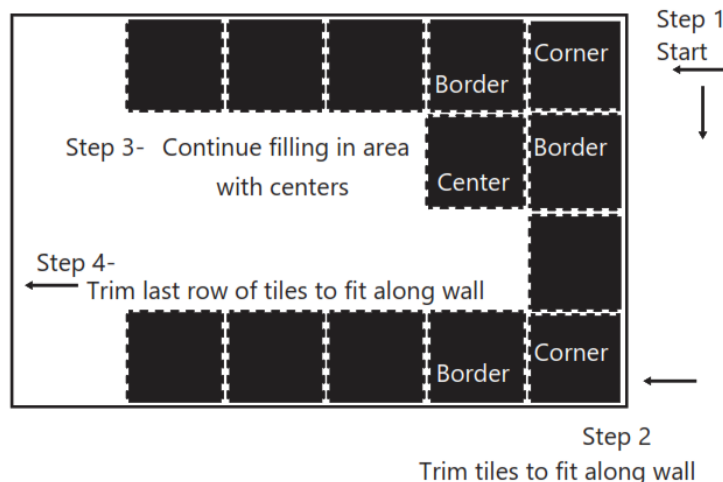 Step 1
Start
Corner
Border
Step 3- Continue filling in area
with centers
Border
Center
Step 4-
Trim last row of tiles to fit along wall
Corner
Border
Step 2
Trim tiles to fit along wall